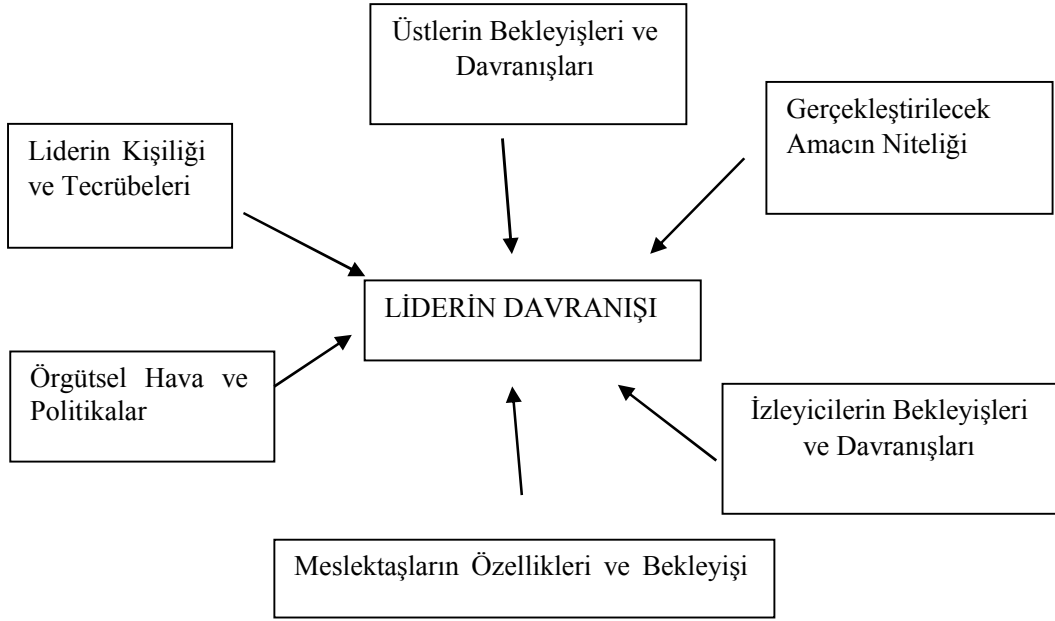 Üstlerin Bekleyişleri ve
Davranışları
Gerçekleştirilecek
Amacın Niteliği
Liderin Kişiliği
ve Tecrübeleri
LİDERİN DAVRANIŞI
Örgütsel Hava ve
Politikalar
İzleyicilerin Bekleyişleri
ve Davranışları
Meslektaşların Özellikleri ve Bekleyişi